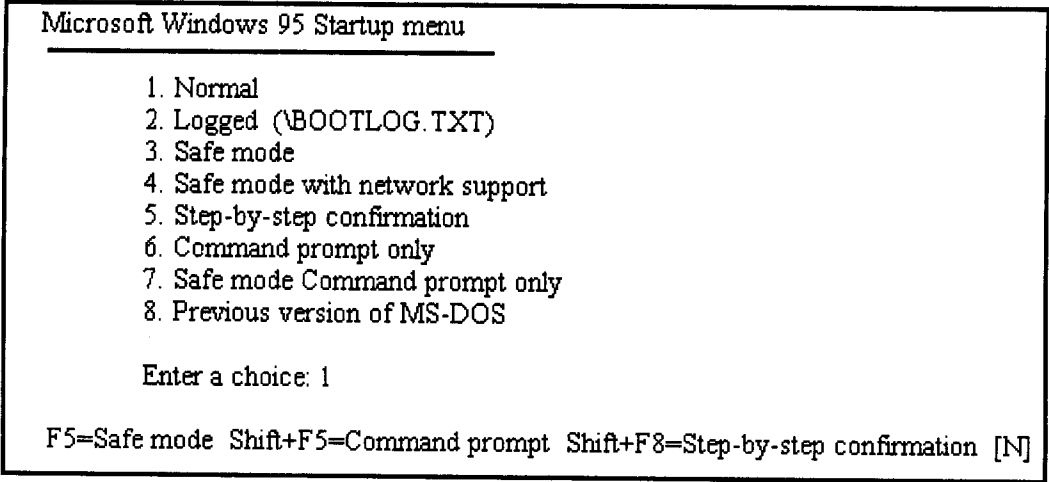 Microsoft Windows 95 Startup menu
1. Normal
2. Logged (\BOOTLOG.TXT)
3. Safe mode
4. Safe mode with network support
5. Step-by-step confirmation
6. Command prompt only
7. Safe mode Command prompt only
8. Previous version of MS-DOS
Enter a choice: 1
F5=Safe mode Shift+F5=Command prompt Shift+F8=Step-by-step confirmation [N]